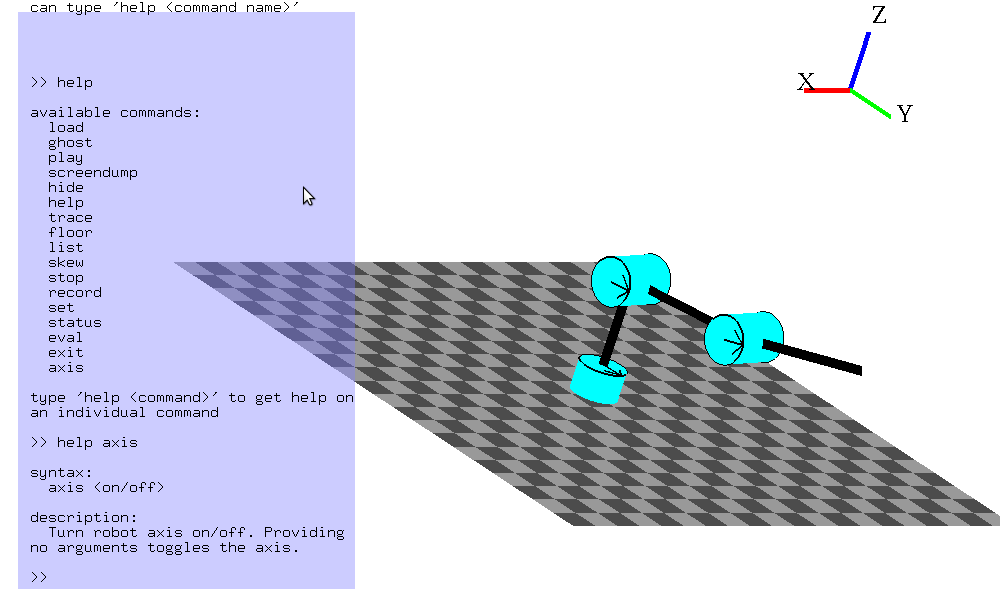 can type 'help <command name>'
>> help
available commands:
load
ghost
play
screendump
hide
help
trace
floor
list
skew
stop
record
set
status
eval
exit
axis
type 'help <command>' to get help on
an individual command
>> help axis
syntax:
axis <on/off>
description:
Turn robot axis on/off. Providing
no arguments toggles the axis.
>>
Z
X
Y